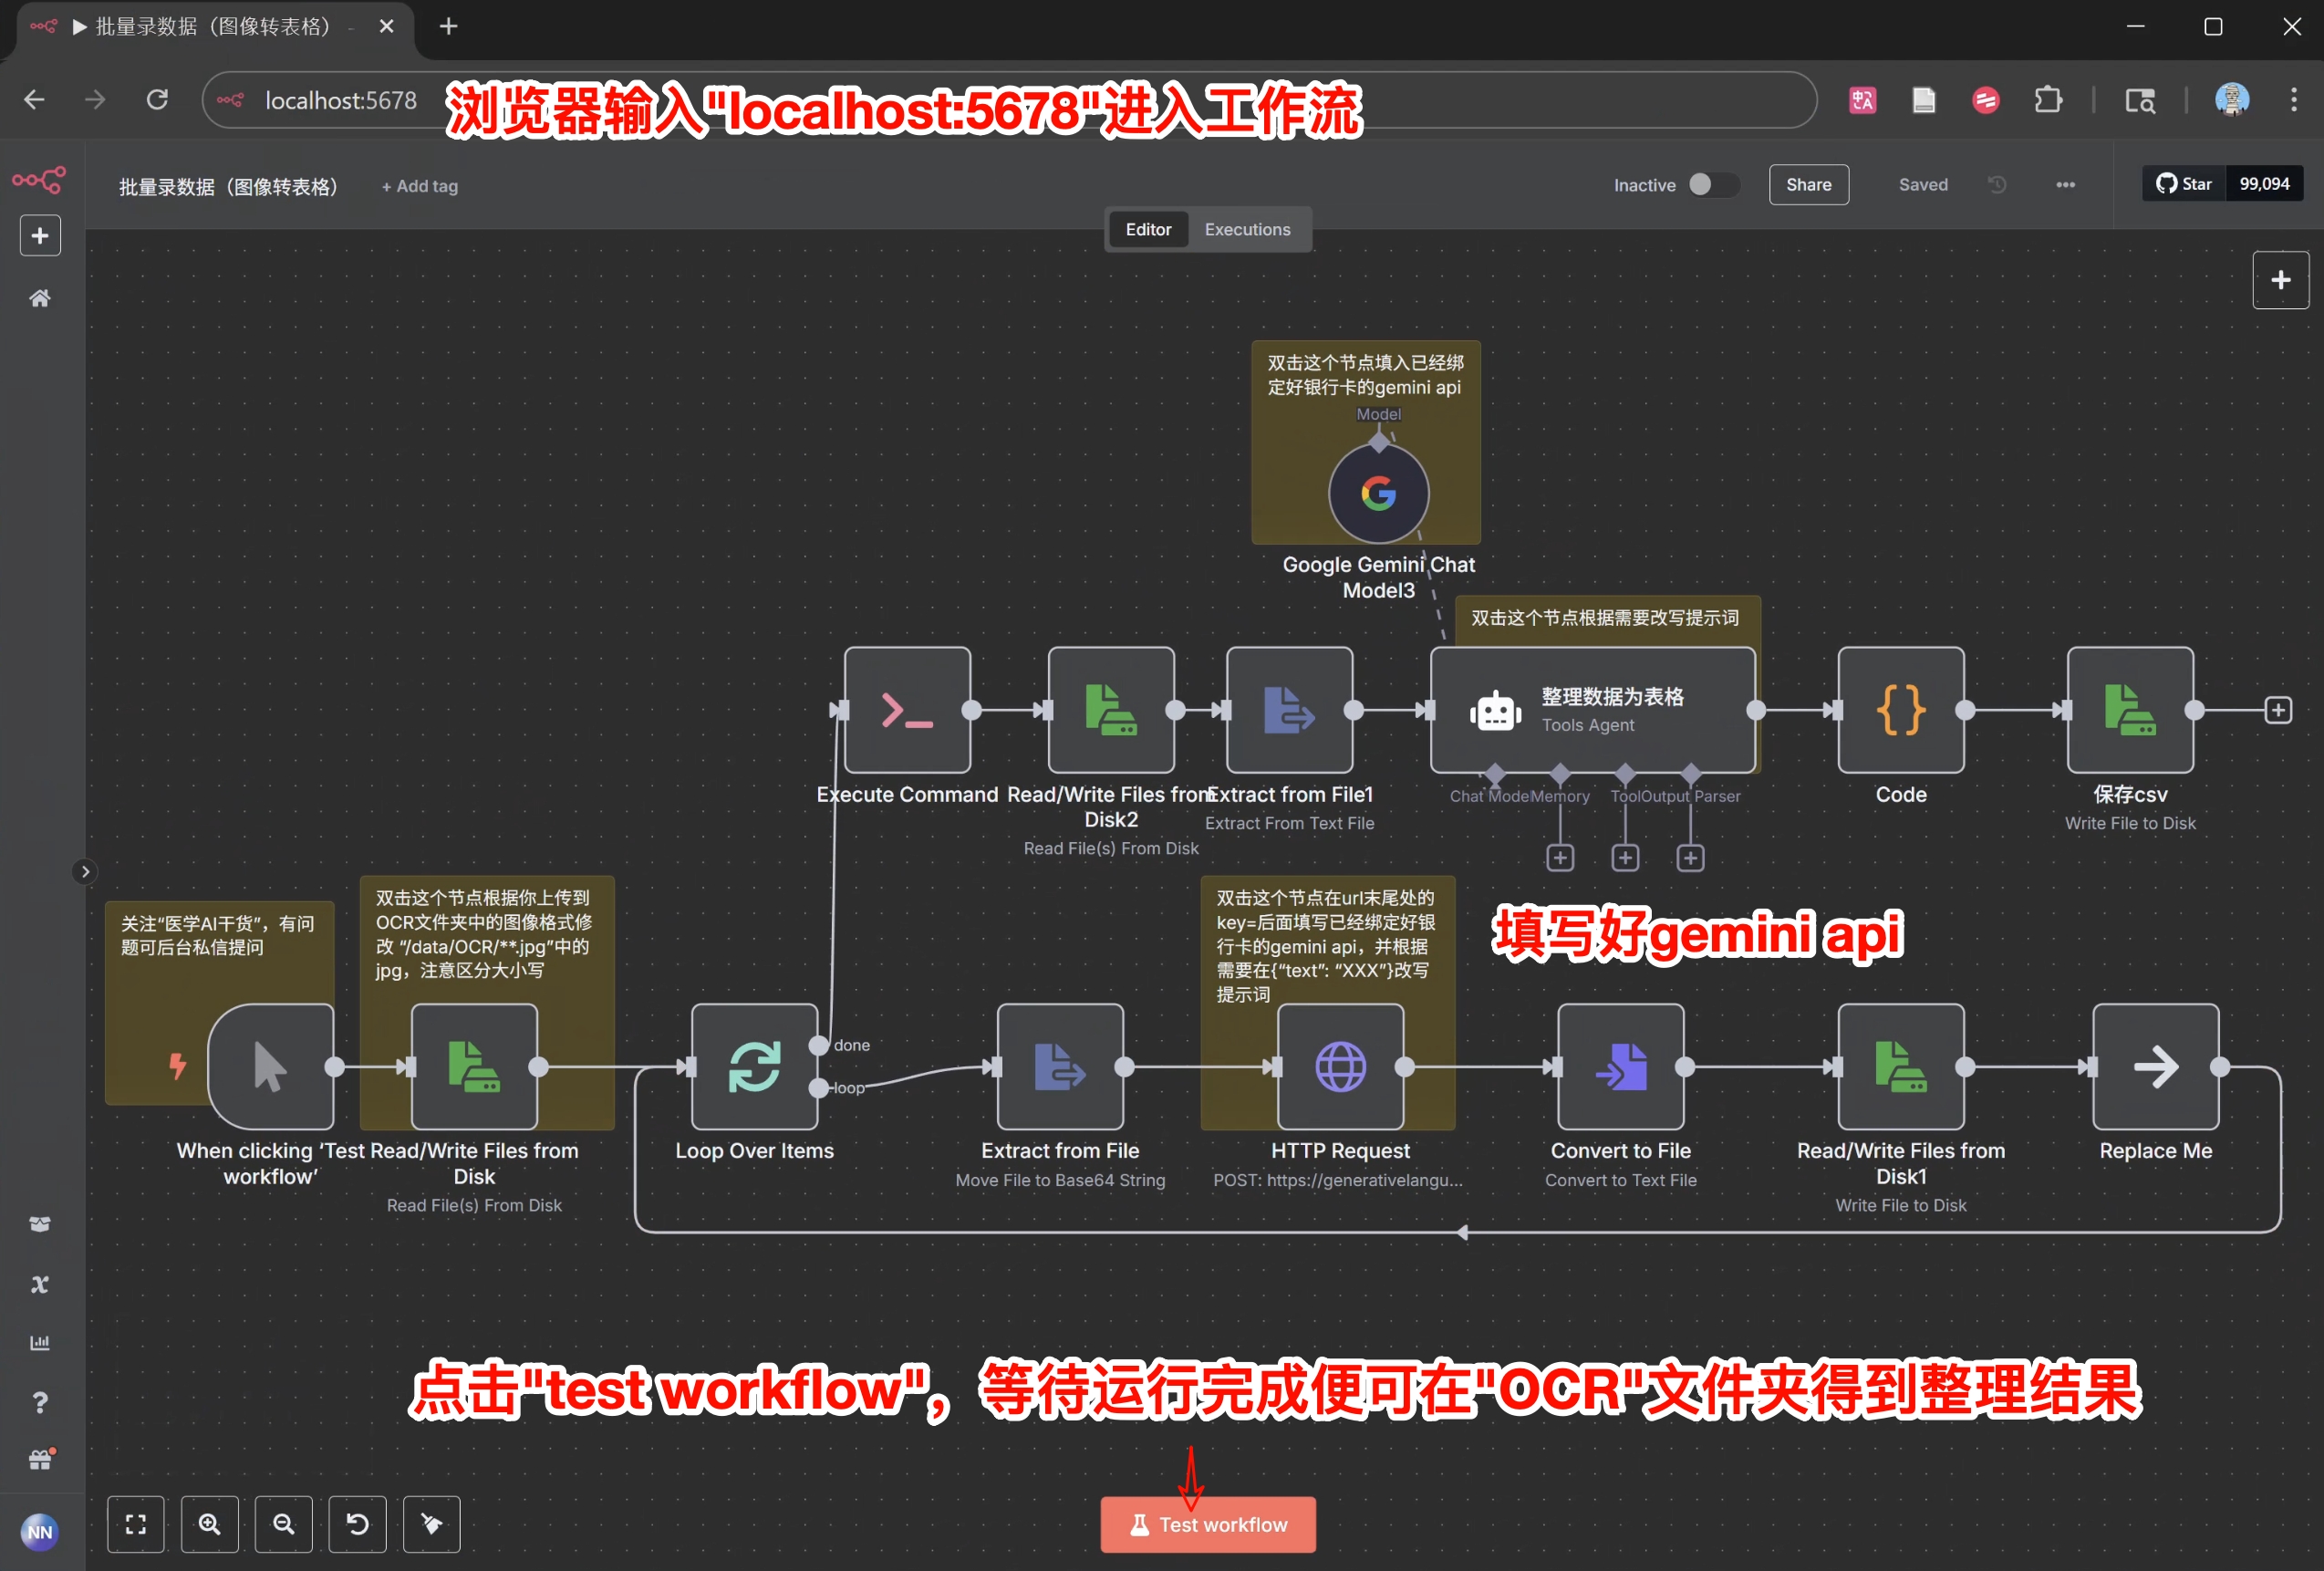 批量录数据（图像转表格）
localhost:5678
浏览器输入"localhost:5678"进入工作流
批量录数据（图像转表格）
+ Add tag
Inactive
Share
Saved
Star
99,094
Editor
Executions
双击这个节点填入已经绑
定好银行卡的gemini api
Model
Google Gemini Chat
Model3
双击这个节点根据需要改写提示词
整理数据为表格
Tools Agent
Execute Command
Read/Write Files from
Disk2
Read File(s) From Disk
Extract from File1
Extract From Text File
Chat Mode
Memory
Tool
Output Parser
Code
保存csv
Write File to Disk
关注“医学AI干货”，有问
题可后台私信提问
双击这个节点根据你上传到
OCR文件夹中的图像格式修
改 “/data/OCR/**.jpg”中的
jpg，注意区分大小写
双击这个节点在url末尾处的
key=后面填写已经绑定好银
行卡的gemini api，并根据
需要在{“text”: “XXX”}改写
提示词
填写好gemini api
done
loop
When clicking ‘Test
workflow’
Read/Write Files from
Disk
Read File(s) From Disk
Loop Over Items
Extract from File
Move File to Base64 String
HTTP Request
POST: https://generativelangu...
Convert to File
Convert to Text File
Read/Write Files from
Disk1
Write File to Disk
Replace Me
点击"test workflow"，等待运行完成便可在"OCR"文件夹得到整理结果
NN
Test workflow